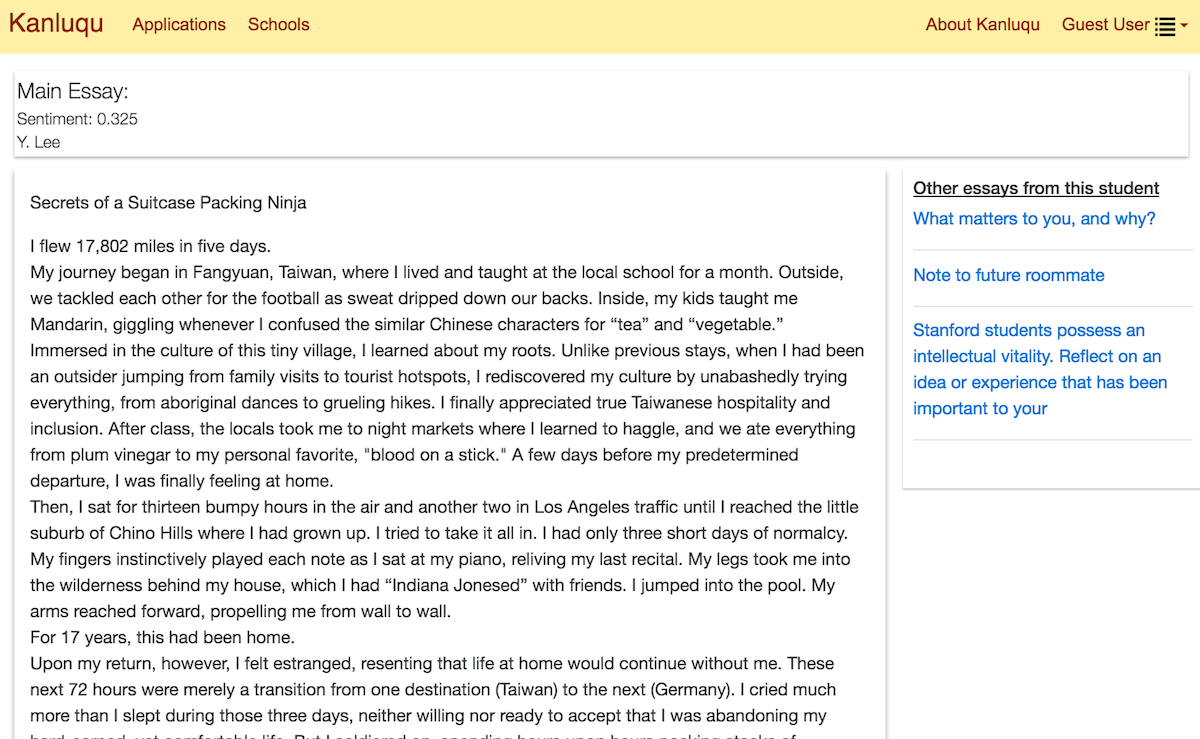 Kanluqu Applications Schools About Kanluqu Guest User
Main Essay:
Sentiment: 0.325
Y. Lee
Secrets of a Suitcase Packing Ninja
I flew 17,802 miles in five days.
My journey began in Fangyuan, Taiwan, where I lived and taught at the local school for a month. Outside,
we tackled each other for the football as sweat dripped down our backs. Inside, my kids taught me
Mandarin, giggling whenever I confused the similar Chinese characters for “tea” and “vegetable.”
Immersed in the culture of this tiny village, I learned about my roots. Unlike previous stays, when I had been
an outsider jumping from family visits to tourist hotspots, I rediscovered my culture by unabashedly trying
everything, from aboriginal dances to grueling hikes. I finally appreciated true Taiwanese hospitality and
inclusion. After class, the locals took me to night markets where I learned to haggle, and we ate everything
from plum vinegar to my personal favorite, "blood on a stick." A few days before my predetermined
departure, I was finally feeling at home.
Then, I sat for thirteen bumpy hours in the air and another two in Los Angeles traffic until I reached the little
suburb of Chino Hills where I had grown up. I tried to take it all in. I had only three short days of normalcy.
My fingers instinctively played each note as I sat at my piano, reliving my last recital. My legs took me into
the wilderness behind my house, which I had “Indiana Jonesed” with friends. I jumped into the pool. My
arms reached forward, propelling me from wall to wall.
For 17 years, this had been home.
Upon my return, however, I felt estranged, resenting that life at home would continue without me. These
next 72 hours were merely a transition from one destination (Taiwan) to the next (Germany). I cried much
more than I slept during those three days, neither willing nor ready to accept that I was abandoning my
Other essays from this student
What matters to you, and why?
Note to future roommate
Stanford students possess an
intellectual vitality. Reflect on an
idea or experience that has been
important to your